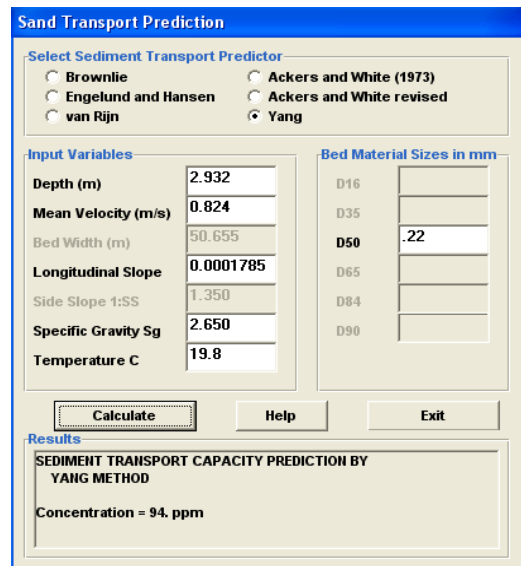 Sand Transport Prediction
Select Sediment Transport Predictor
Brownlie Ackers and White (1973)
Engelund and Hansen Ackers and White revised
van Rijn Yang
Input Variables Bed Material Sizes in mm
Depth (m) 2.932 D16
Mean Velocity (m/s) 0.824 D35
Bed Width (m) 50.655 D50 .22
Longitudinal Slope 0.0001785 D65
Side Slope 1:SS 1.350 D84
Specific Gravity Sg 2.650 D90
Temperature C 19.8
Calculate Help Exit
Results
SEDIMENT TRANSPORT CAPACITY PREDICTION BY
YANG METHOD
Concentration = 94. ppm